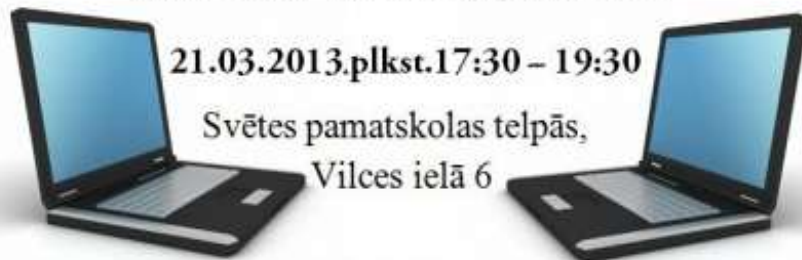 21.03.2013.plkst.17:30 – 19:30
Svētes pamatskolas telpās,
Vilces ielā 6